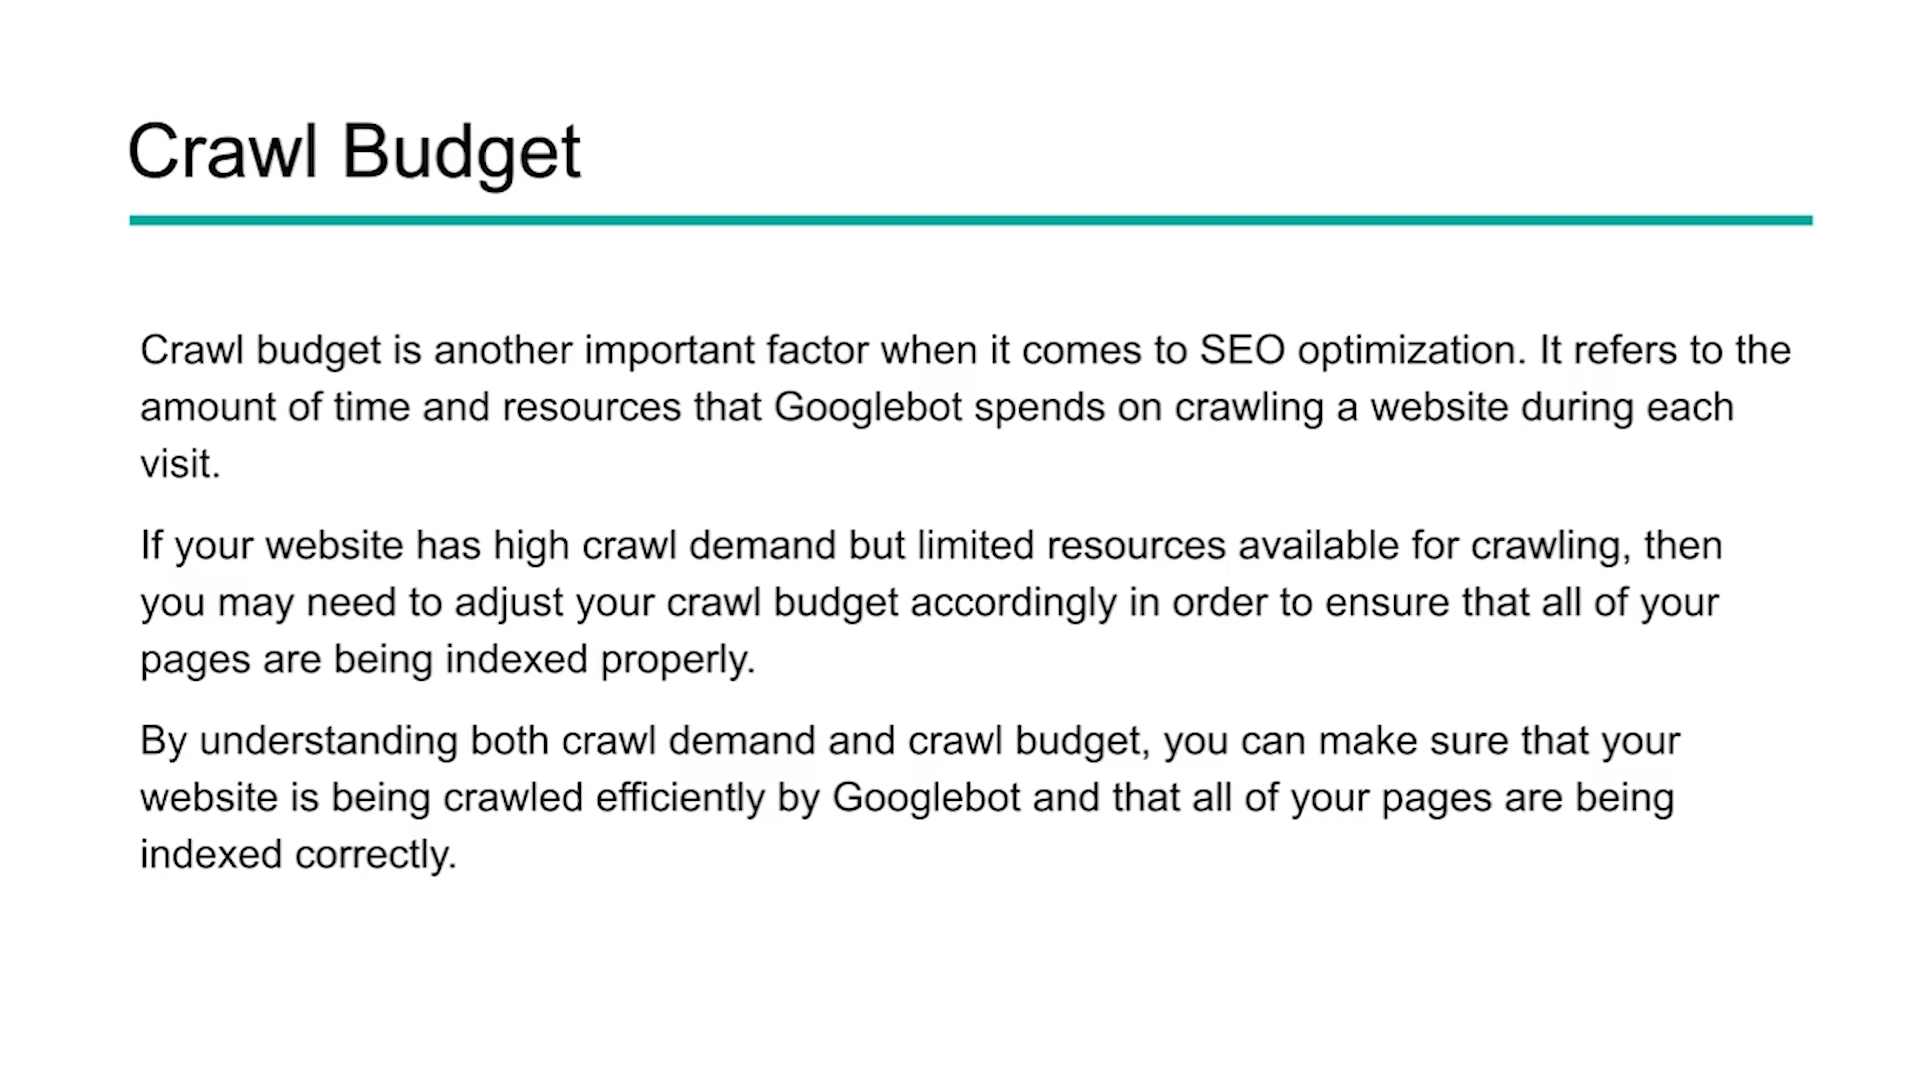 Crawl Budget
Crawl budget is another important factor when it comes to SEO optimization. It refers to the
amount of time and resources that Googlebot spends on crawling a website during each
visit.
If your website has high crawl demand but limited resources available for crawling, then
you may need to adjust your crawl budget accordingly in order to ensure that all of your
pages are being indexed properly.
By understanding both crawl demand and crawl budget, you can make sure that your
website is being crawled efficiently by Googlebot and that all of your pages are being
indexed correctly.